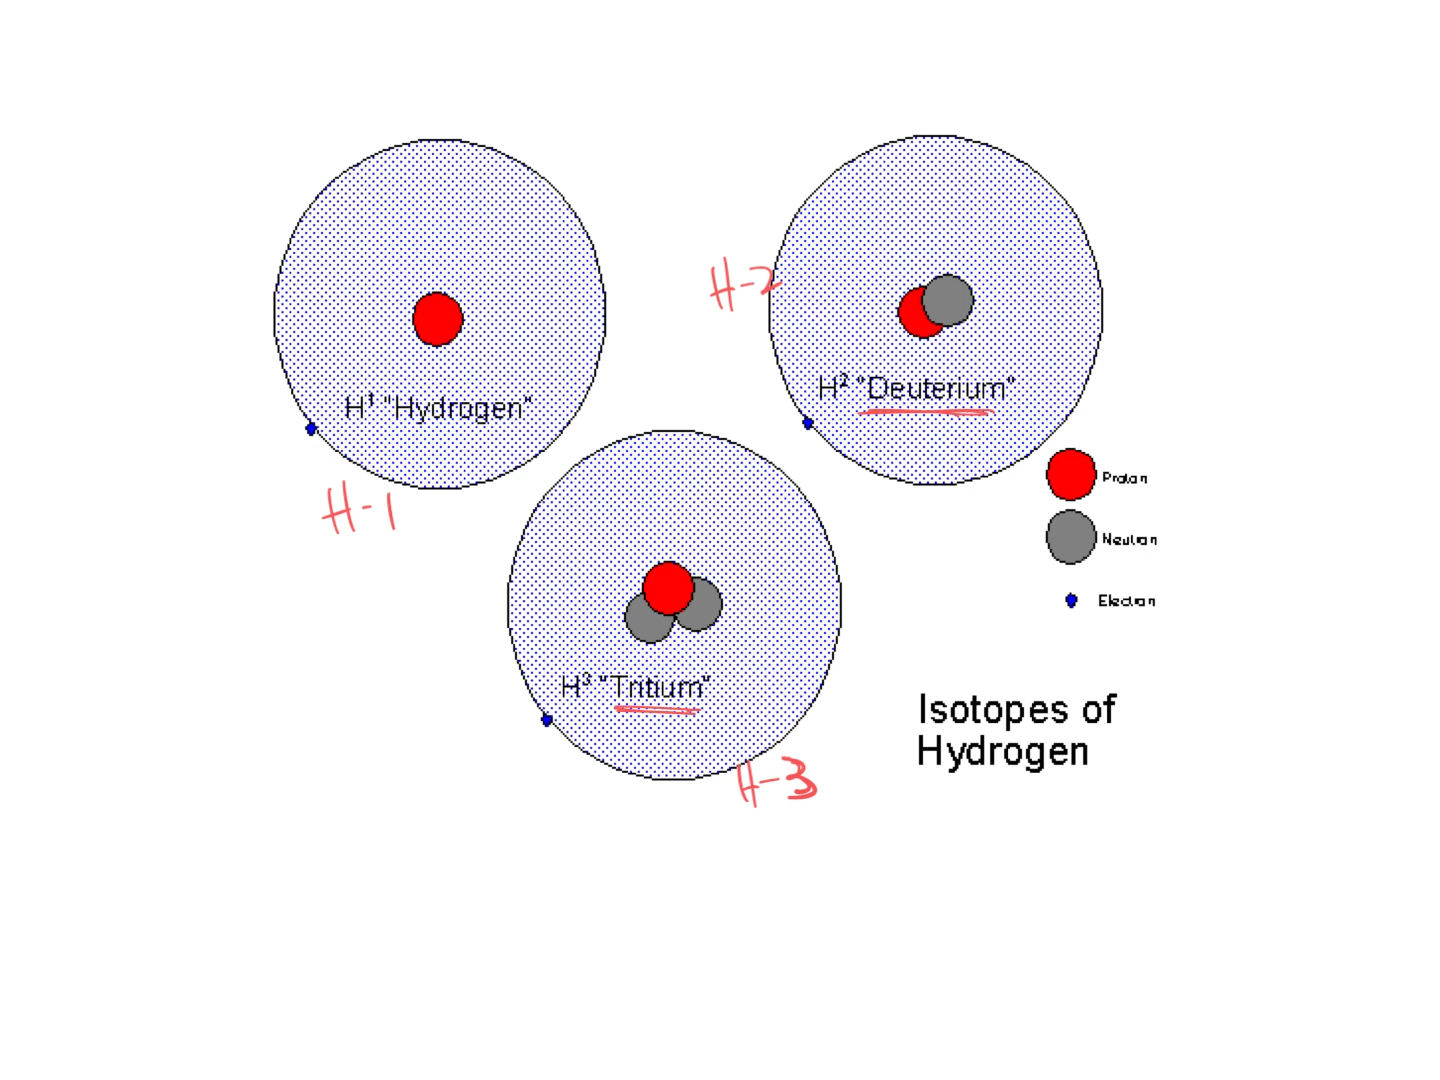 H-2
H² "Deuterium"
H¹ "Hydrogen"
H-1
Proton
Neutron
Electron
H³ "Tritium"
Isotopes of
Hydrogen
H-3